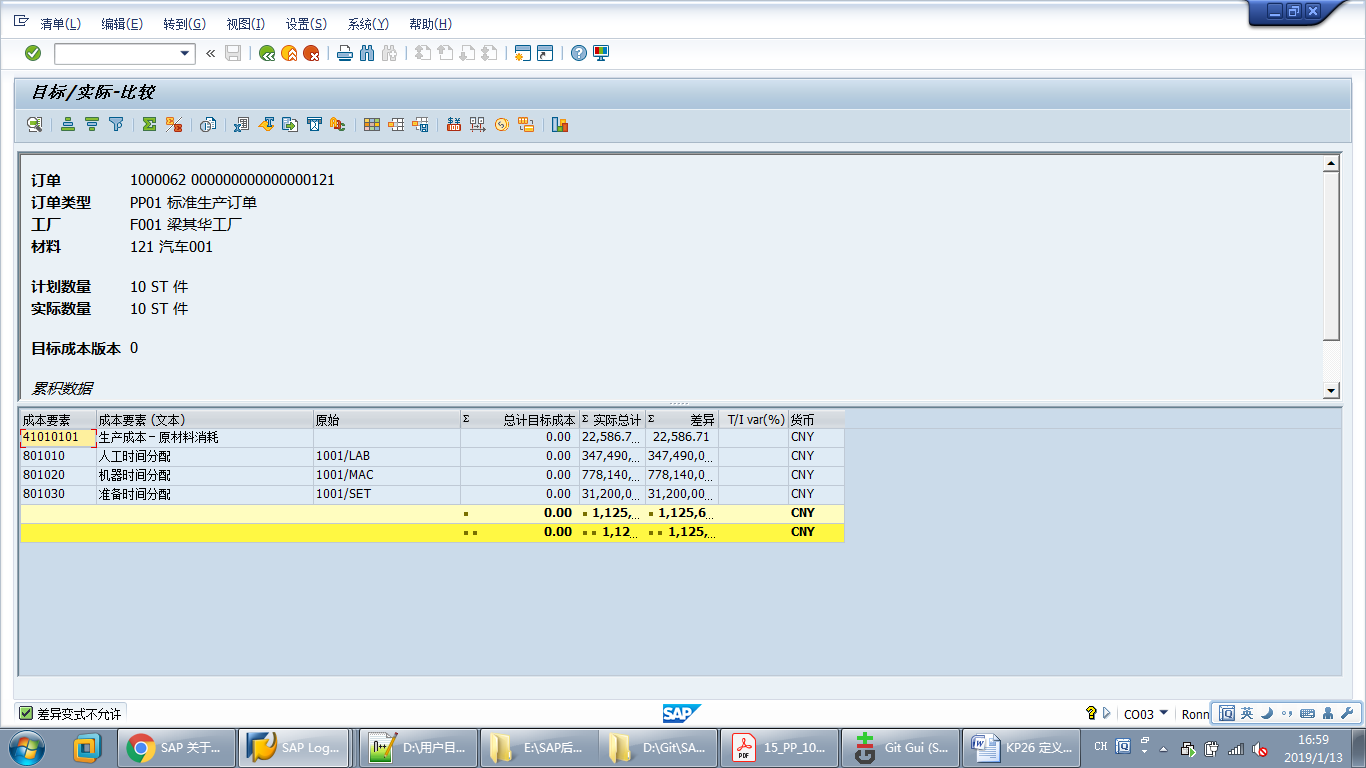 清单(L) 编辑(E) 转到(G) 视图(I) 设置(S) 系统(Y) 帮助(H)
目标/实际-比较
订单 1000062 000000000000000121
订单类型 PP01 标准生产订单
工厂 F001 梁其华工厂
材料 121 汽车001
计划数量 10 ST 件
实际数量 10 ST 件
目标成本版本 0
累积数据
成本要素 成本要素 (文本) 原始 Σ 总计目标成本 Σ 实际总计 Σ 差异 T/I var(%) 货币
41010101 生产成本－原材料消耗 0.00 22,586.7... 22,586.71 CNY
801010 人工时间分配 1001/LAB 0.00 347,490,... 347,490,0... CNY
801020 机器时间分配 1001/MAC 0.00 778,140,... 778,140,0... CNY
801030 准备时间分配 1001/SET 0.00 31,200,0... 31,200,00... CNY
0.00 1,125,... 1,125,6... CNY
0.00 1,12... 1,125,... CNY
差异变式不允许 SAP CO03 Ronn 英
SAP 关于... SAP Log... D:\用户目... E:\SAP后... D:\Git\SA... 15_PP_10... Git Gui (S... KP26 定义... CH 16:59
2019/1/13